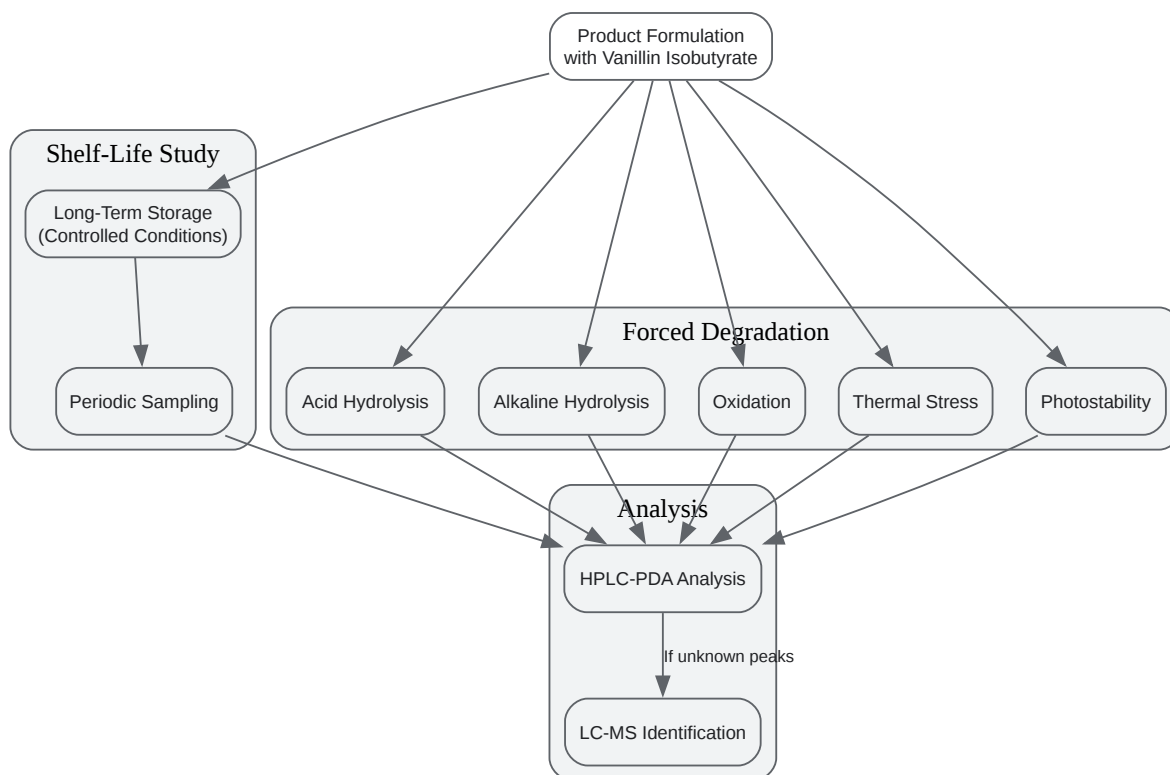 Product Formulation
with Vanillin Isobutyrate
Shelf-Life Study
Long-Term Storage
(Controlled Conditions)
Forced Degradation
Periodic Sampling
Acid Hydrolysis
Alkaline Hydrolysis
Oxidation
Thermal Stress
Photostability
Analysis
HPLC-PDA Analysis
If unknown peaks
LC-MS Identification